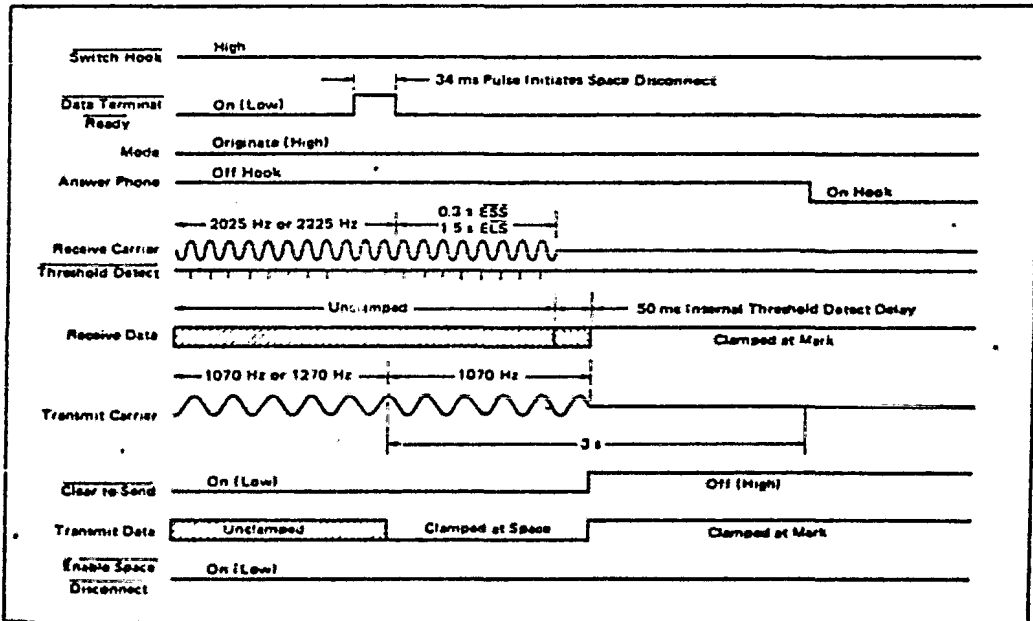 Switch Hook High
34 ms Pulse Initiates Space Disconnect
Data Terminal Ready On (Low)
Mode Originate (High)
Answer Phone Off Hook
On Hook
2025 Hz or 2225 Hz
0.3 s ESS
1.5 s ELS
Receive Carrier
Threshold Detect
Unclamped
50 ms Internal Threshold Detect Delay
Receive Data
Clamped at Mark
1070 Hz or 1270 Hz
1070 Hz
Transmit Carrier
3 s
Clear to Send On (Low)
Off (High)
Transmit Data Unclamped Clamped at Space Clamped at Mark
Enable Space
Disconnect
On (Low)